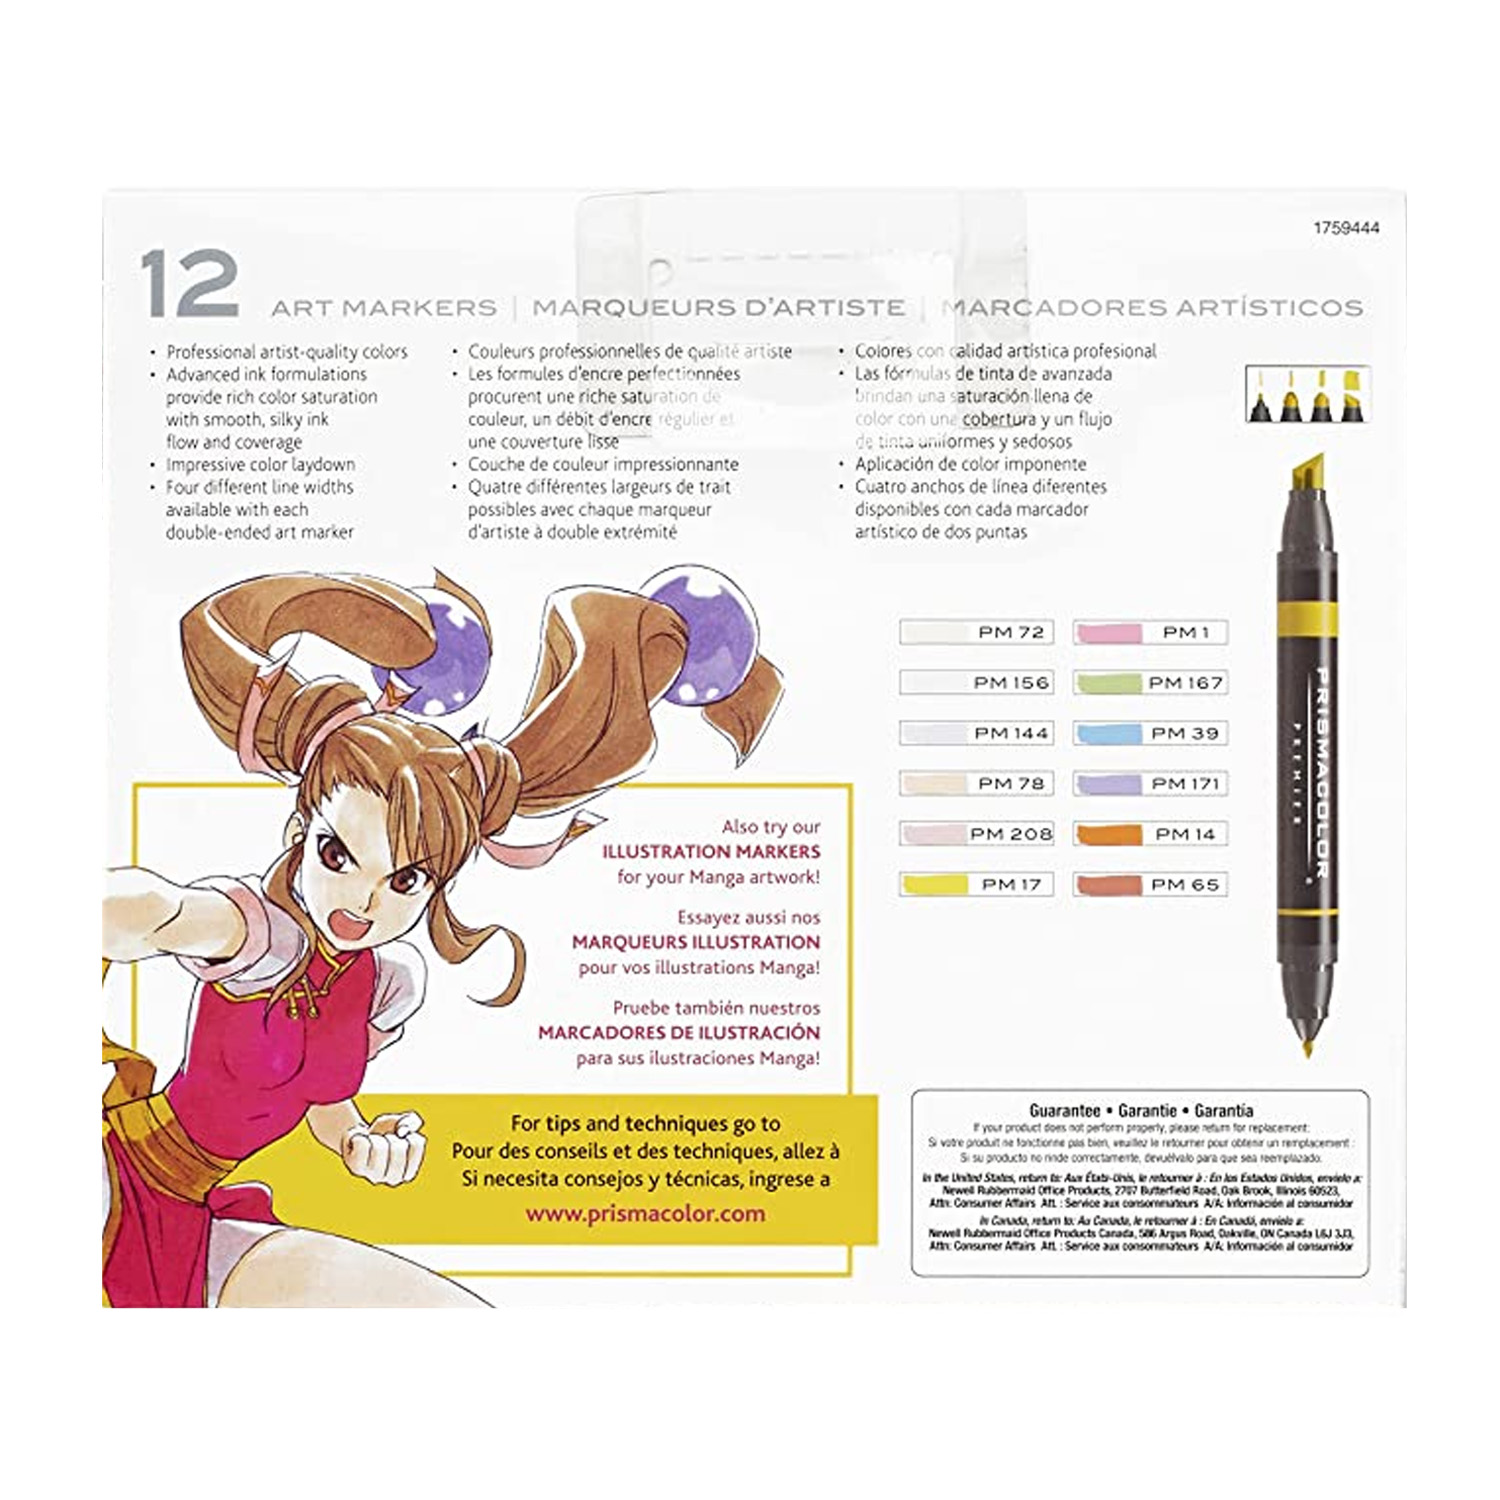 1759444
12 ART MARKERS | MARQUEURS D'ARTISTE | MARCADORES ARTÍSTICOS
• Professional artist-quality colors
• Advanced ink formulations
provide rich color saturation
with smooth, silky ink
flow and coverage
• Impressive color laydown
• Four different line widths
available with each
double-ended art marker
• Couleurs professionnelles de qualité artiste
• Les formules d'encre perfectionnées
procurent une riche saturation de
couleur, un débit d'encre régulier et
une couverture lisse
• Couche de couleur impressionnante
• Quatre différentes largeurs de trait
possibles avec chaque marqueur
d'artiste à double extrémité
• Colores con calidad artística profesional
• Las fórmulas de tinta de avanzada
brindan una saturación llena de
color con una cobertura y un flujo
de tinta uniformes y sedosos
• Aplicación de color imponente
• Cuatro anchos de línea diferentes
disponibles con cada marcador
artístico de dos puntas
PM 72
PM 1
PM 156
PM 167
PM 144
PM 39
PM 78
PM 171
PM 208
PM 14
PM 17
PM 65
PRISMACOLOR
PREMIER
Also try our
ILLUSTRATION MARKERS
for your Manga artwork!
Essayez aussi nos
MARQUEURS ILLUSTRATION
pour vos illustrations Manga!
Pruebe también nuestros
MARCADORES DE ILUSTRACIÓN
para sus ilustraciones Manga!
For tips and techniques go to
Pour des conseils et des techniques, allez à
Si necesita consejos y técnicas, ingrese a
www.prismacolor.com
Guarantee • Garantie • Garantía
If your product does not perform properly, please return for replacement:
Si votre produit ne fonctionne pas bien, veuillez le retourner pour obtenir un remplacement :
Si su producto no rinde correctamente, devuélvalo para que sea reemplazado:
In the United States, return to: Aux États-Unis, le retourner à : En los Estados Unidos, envíelo a:
Newell Rubbermaid Office Products, 2707 Butterfield Road, Oak Brook, Illinois 60523,
Attn: Consumer Affairs Att. : Service aux consommateurs A/A: Información al consumidor
In Canada, return to: Au Canada, le retourner à : En Canadá, envíelo a:
Newell Rubbermaid Office Products Canada, 586 Argus Road, Oakville, ON Canada L6J 3J3,
Attn: Consumer Affairs Att. : Service aux consommateurs A/A: Información al consumidor